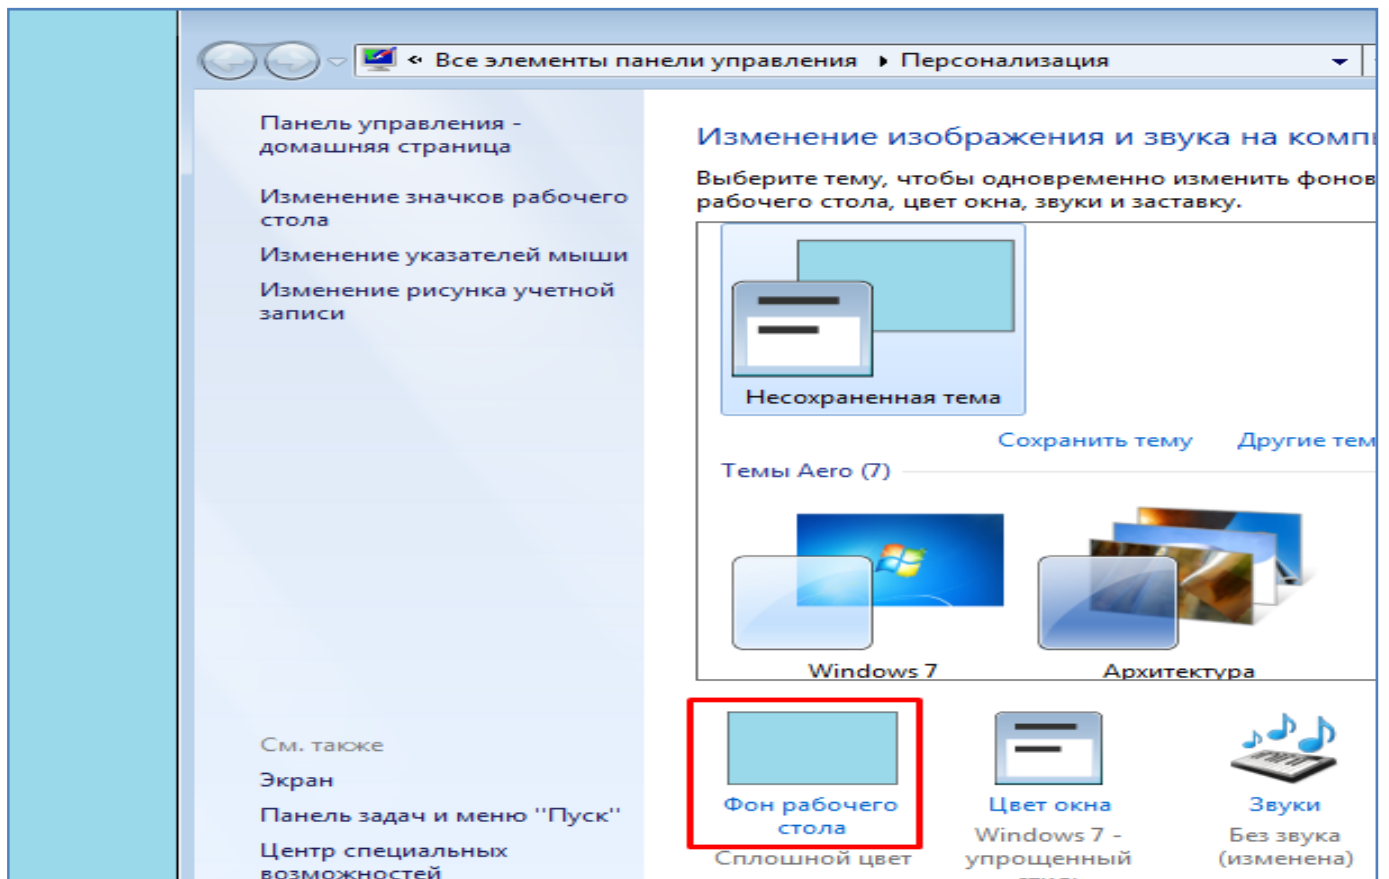 « Все элементы панели управления ▸ Персонализация
Панель управления -
домашняя страница
Изменение значков рабочего
стола
Изменение указателей мыши
Изменение рисунка учетной
записи
См. также
Экран
Панель задач и меню "Пуск"
Центр специальных
возможностей
Изменение изображения и звука на комп
Выберите тему, чтобы одновременно изменить фонов
рабочего стола, цвет окна, звуки и заставку.
Несохраненная тема
Сохранить тему Другие тем
Темы Aero (7)
Windows 7
Архитектура
Фон рабочего
стола
Сплошной цвет
Цвет окна
Windows 7 -
упрощенный
Звуки
Без звука
(изменена)